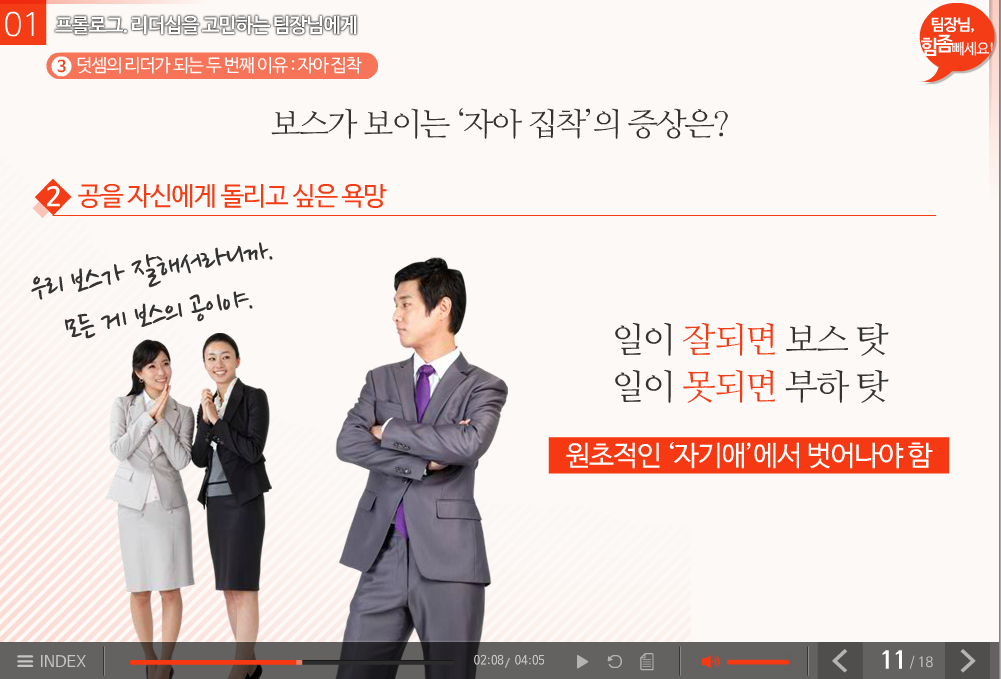 01
프롤로그. 리더십을 고민하는 팀장님에게
팀장님,
힘좀빼세요!
3 덧셈의 리더가 되는 두 번째 이유 : 자아 집착
보스가 보이는 ‘자아 집착’의 증상은?
2 공을 자신에게 돌리고 싶은 욕망
우리 보스가 잘해서라니까.
모든 게 보스의 공이야.
일이 잘되면 보스 탓
일이 못되면 부하 탓
원초적인 ‘자기애’에서 벗어나야 함
INDEX
02:08 / 04:05
11 / 18